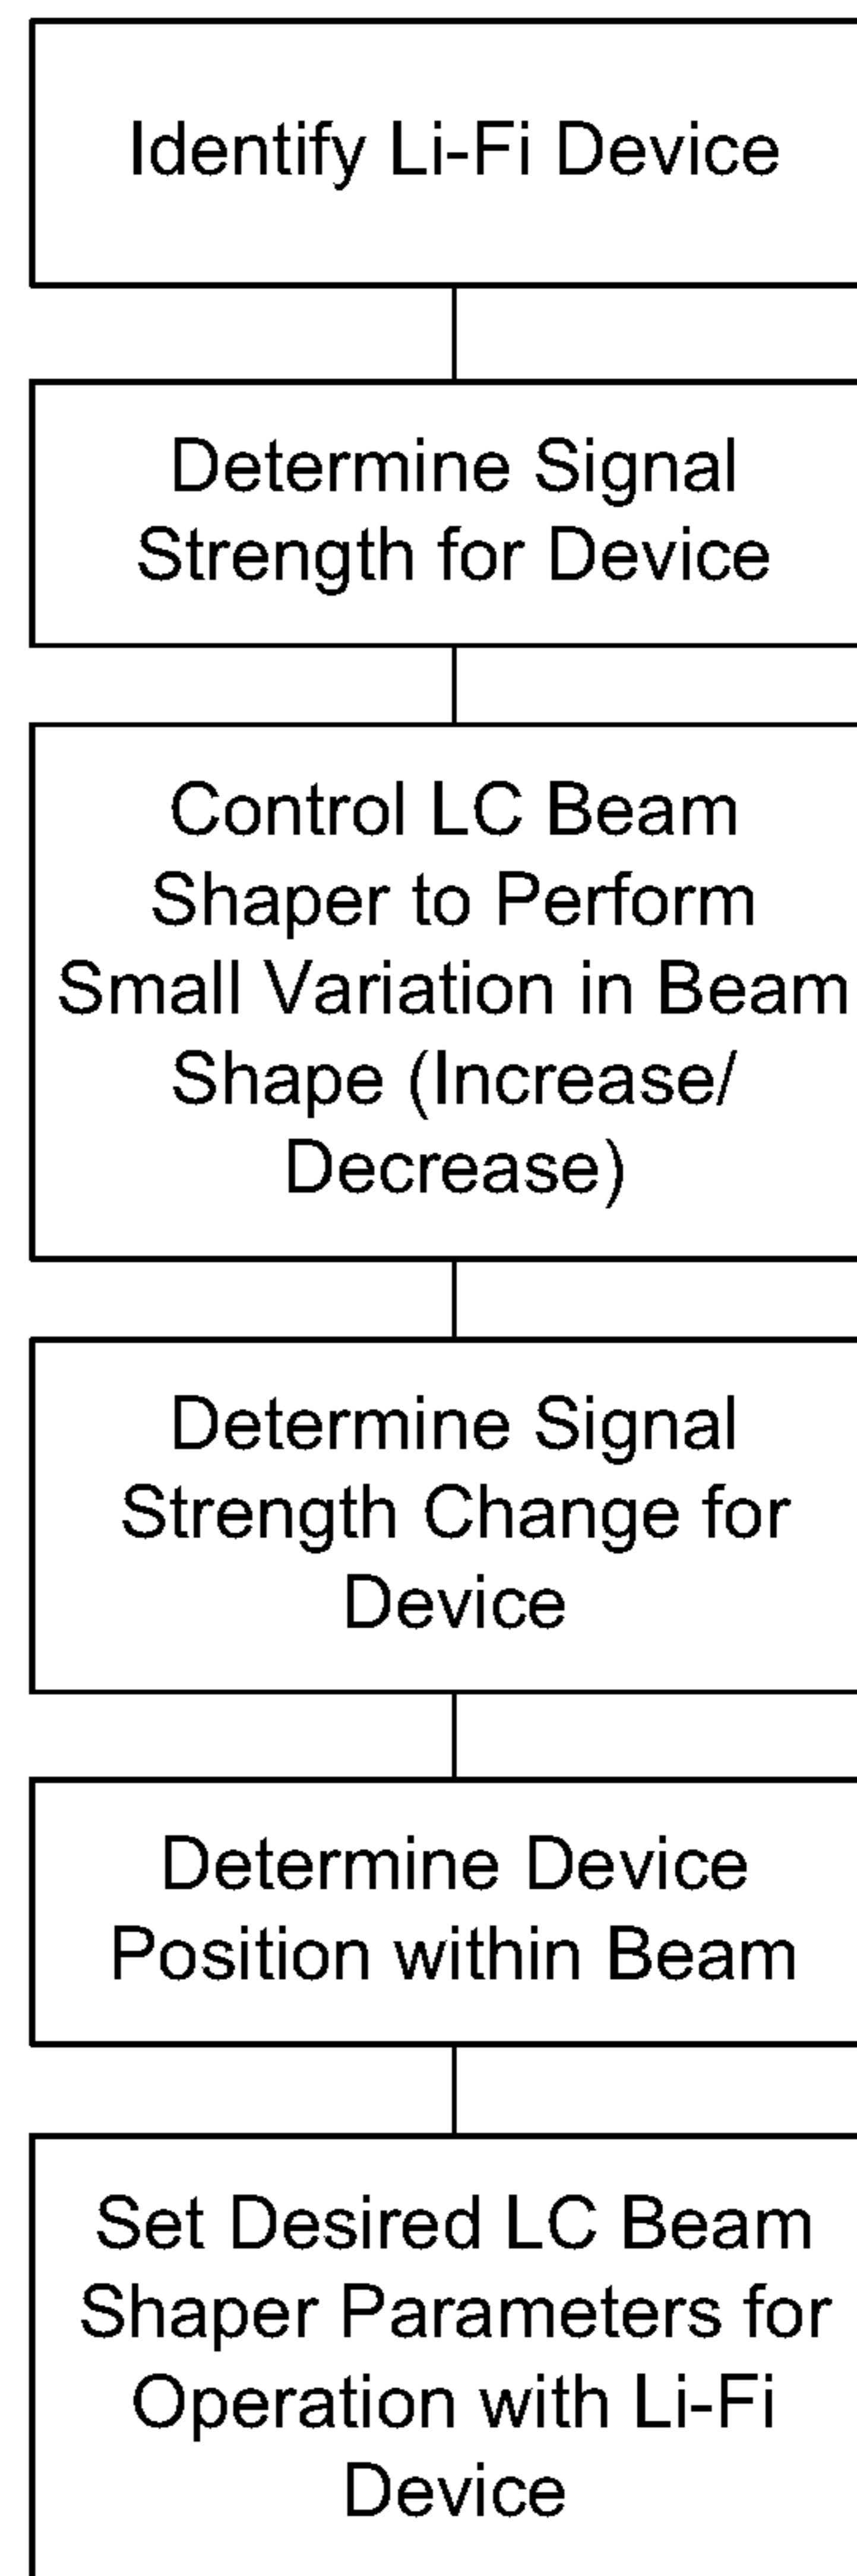 Identify Li-Fi Device
Determine Signal
Strength for Device
Control LC Beam
Shaper to Perform
Small Variation in Beam
Shape (Increase/
Decrease)
Determine Signal
Strength Change for
Device
Determine Device
Position within Beam
Set Desired LC Beam
Shaper Parameters for
Operation with Li-Fi
Device